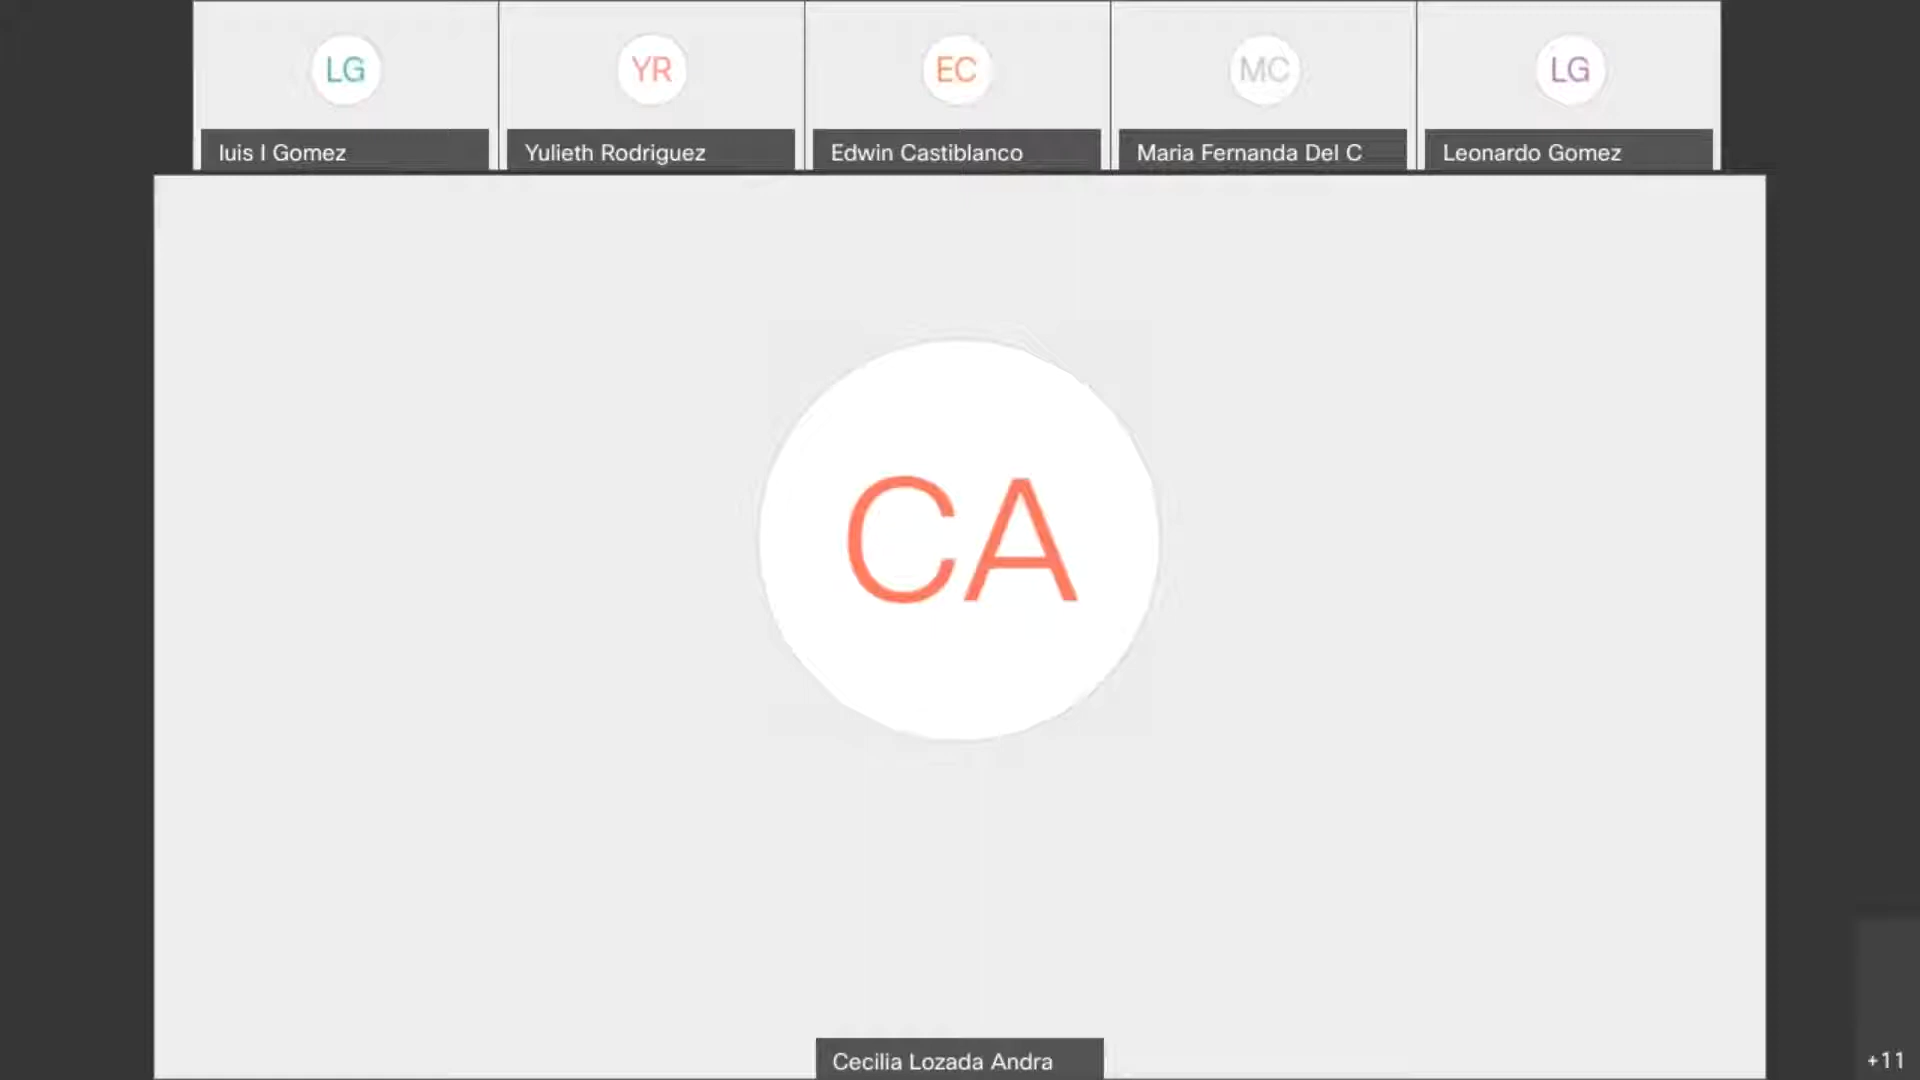 LG
YR
EC
MC
LG
luis I Gomez
Yulieth Rodriguez
Edwin Castiblanco
Maria Fernanda Del C
Leonardo Gomez
CA
Cecilia Lozada Andra
+11